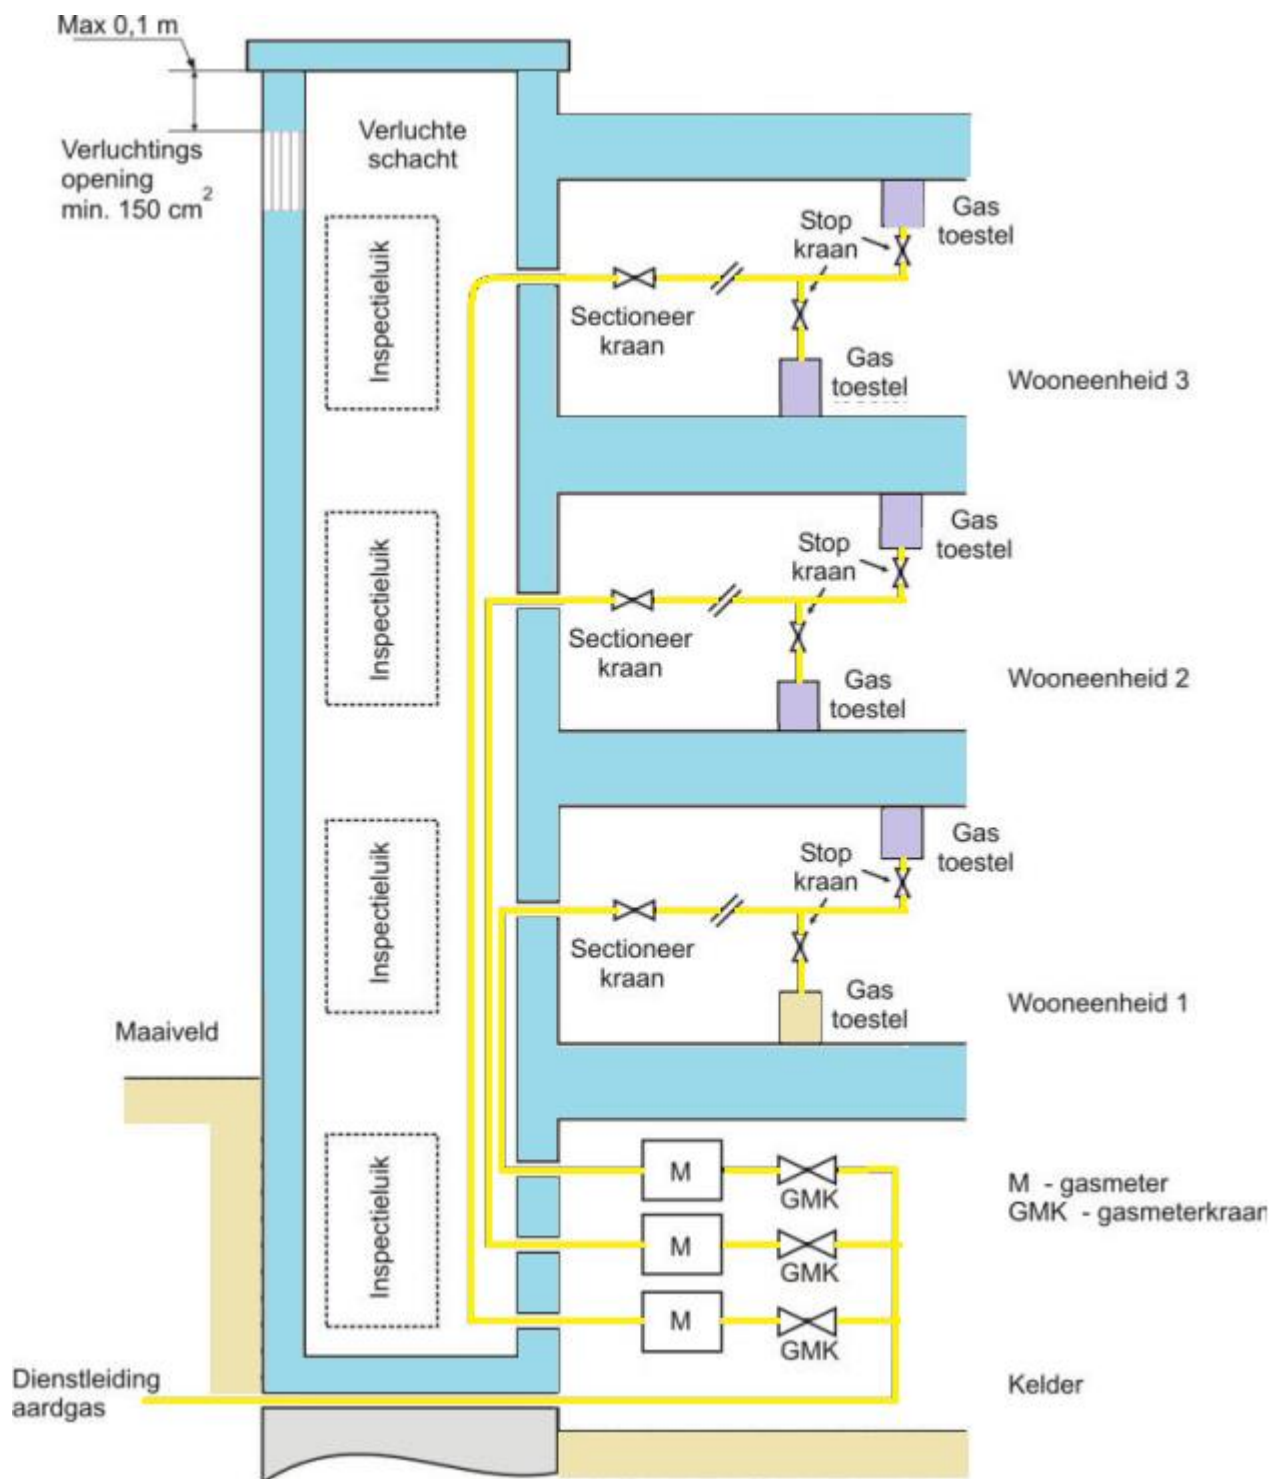 Max 0,1 m
Verluchtings
opening
min. 150 cm²
Verluchte
schacht
Inspectieluik
Stop
kraan
Gas
toestel
Sectioneer
kraan
Gas
toestel
Wooneenheid 3
Inspectieluik
Stop
kraan
Gas
toestel
Sectioneer
kraan
Gas
toestel
Wooneenheid 2
Inspectieluik
Stop
kraan
Gas
toestel
Sectioneer
kraan
Gas
toestel
Wooneenheid 1
Maaiveld
Inspectieluik
M
GMK
M
GMK
M
GMK
M - gasmeter
GMK - gasmeterkraan
Dienstleiding
aardgas
Kelder